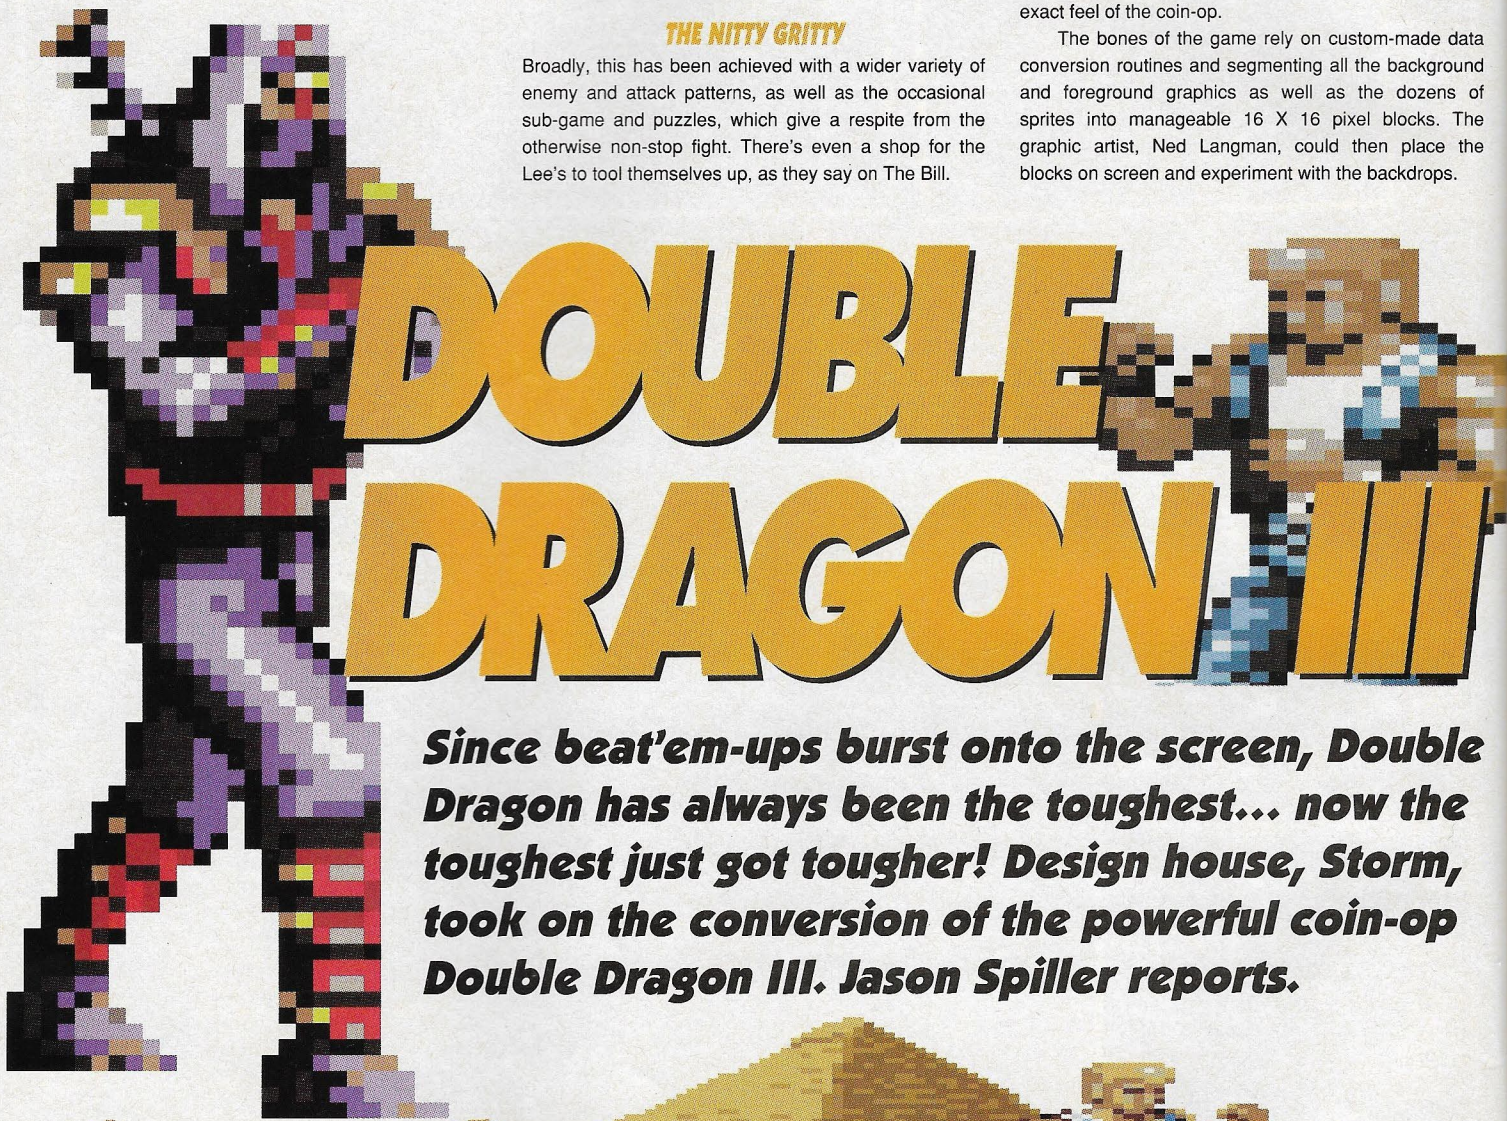 THE NITTY GRITTY
Broadly, this has been achieved with a wider variety of
enemy and attack patterns, as well as the occasional
sub-game and puzzles, which give a respite from the
otherwise non-stop fight. There's even a shop for the
Lee's to tool themselves up, as they say on The Bill.
exact feel of the coin-op.
The bones of the game rely on custom-made data
conversion routines and segmenting all the background
and foreground graphics as well as the dozens of
sprites into manageable 16 X 16 pixel blocks. The
graphic artist, Ned Langman, could then place the
blocks on screen and experiment with the backdrops.
DOUBLE
DRAGON III
Since beat'em-ups burst onto the screen, Double
Dragon has always been the toughest... now the
toughest just got tougher! Design house, Storm,
took on the conversion of the powerful coin-op
Double Dragon III. Jason Spiller reports.